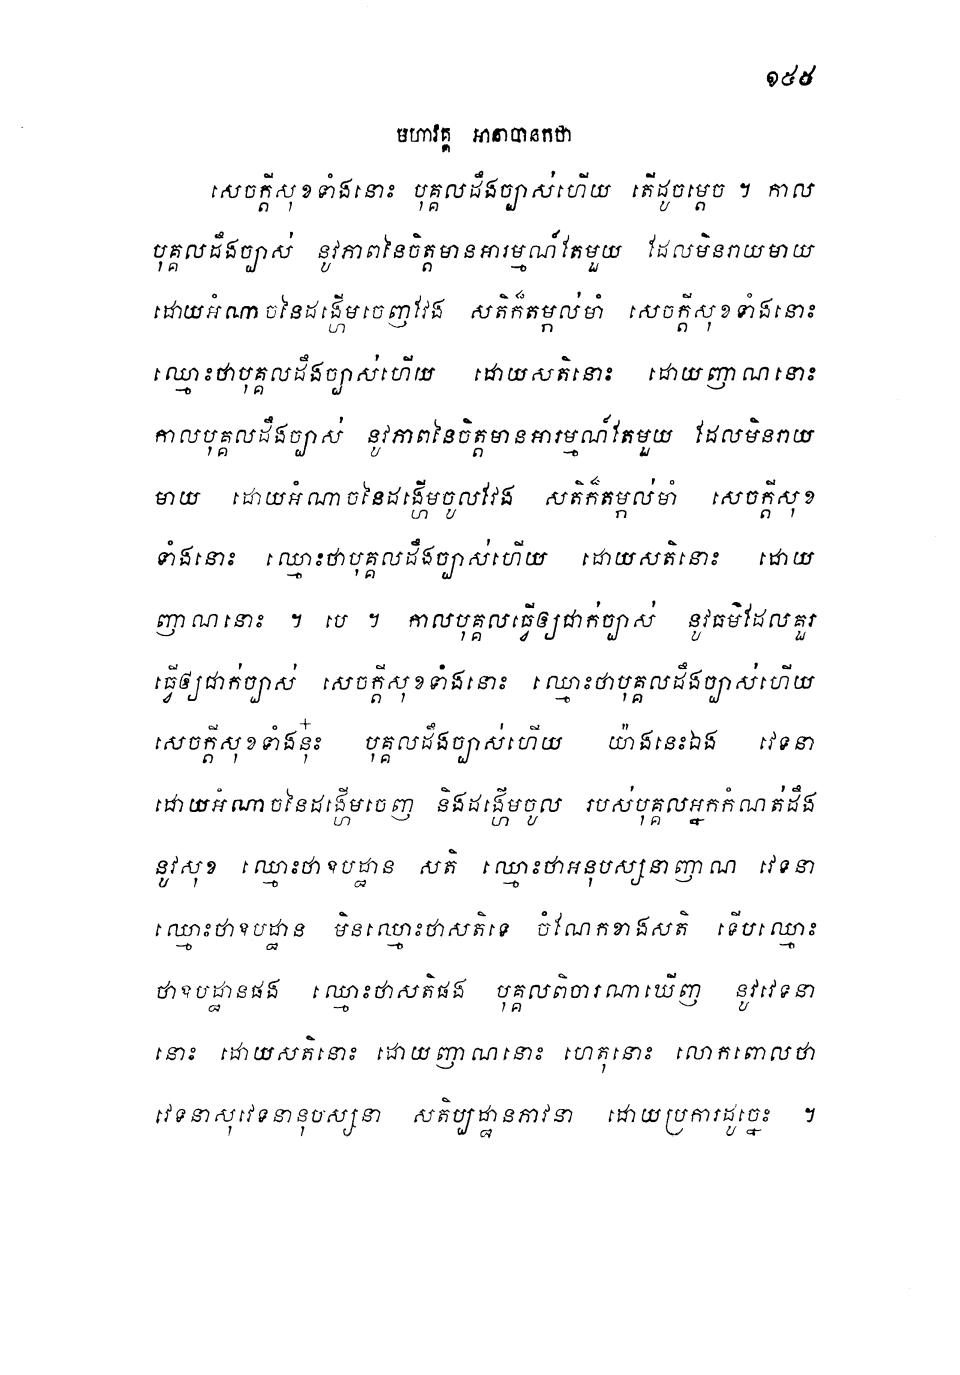 ១៥៥
មហាវគ្គ អានាបានកថា
សេចក្តីសុខទាំងនោះ បុគ្គលដឹងច្បាស់ហើយ តើដូចម្តេច ។ កាល
បុគ្គលដឹងច្បាស់ នូវភាពនៃចិត្តមានអារម្មណ៍តែមួយ ដែលមិនរាយមាយ
ដោយអំណាចនៃដង្ហើមចេញវែង សតិក៏តម្កល់មាំ សេចក្តីសុខទាំងនោះ
ឈ្មោះថាបុគ្គលដឹងច្បាស់ហើយ ដោយសតិនោះ ដោយញាណនោះ
កាលបុគ្គលដឹងច្បាស់ នូវភាពនៃចិត្តមានអារម្មណ៍តែមួយ ដែលមិនរាយ
មាយ ដោយអំណាចនៃដង្ហើមចូលវែង សតិក៏តម្កល់មាំ សេចក្តីសុខ
ទាំងនោះ ឈ្មោះថាបុគ្គលដឹងច្បាស់ហើយ ដោយសតិនោះ ដោយ
ញាណនោះ ។ បេ ។ កាលបុគ្គលធ្វើឲ្យជាក់ច្បាស់ នូវធម៌ដែលគួរ
ធ្វើឲ្យជាក់ច្បាស់ សេចក្តីសុខទាំងនោះ ឈ្មោះថាបុគ្គលដឹងច្បាស់ហើយ
សេចក្តីសុខទាំងនុ៎ះ បុគ្គលដឹងច្បាស់ហើយ យ៉ាងនេះឯង វេទនា
ដោយអំណាចនៃដង្ហើមចេញ និងដង្ហើមចូល របស់បុគ្គលអ្នកកំណត់ដឹង
នូវសុខ ឈ្មោះថាឧបដ្ឋាន សតិ ឈ្មោះថាអនុបស្សនាញាណ វេទនា
ឈ្មោះថាឧបដ្ឋាន មិនឈ្មោះថាសតិទេ ចំណែកខាងសតិ ទើបឈ្មោះ
ថាឧបដ្ឋានផង ឈ្មោះថាសតិផង បុគ្គលពិចារណាឃើញ នូវវេទនា
នោះ ដោយសតិនោះ ដោយញាណនោះ ហេតុនោះ លោកពោលថា
វេទនាសុវេទនានុបស្សនា សតិប្បដ្ឋានភាវនា ដោយប្រការដូច្នេះ ។